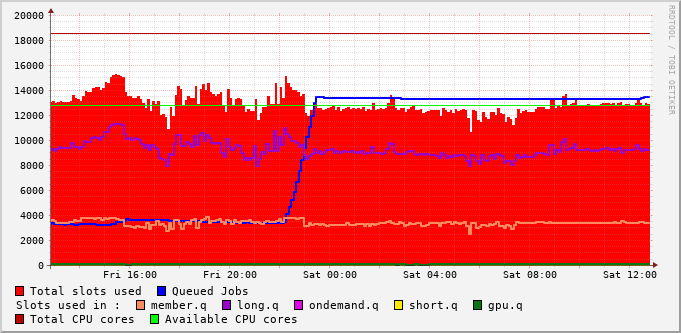 RRDTOOL / TOBI OETIKER
20000
18000
16000
14000
12000
10000
8000
6000
4000
2000
0
Fri 16:00 Fri 20:00 Sat 00:00 Sat 04:00 Sat 08:00 Sat 12:00
Total slots used Queued Jobs
Slots used in : member.q long.q ondemand.q short.q gpu.q
Total CPU cores Available CPU cores